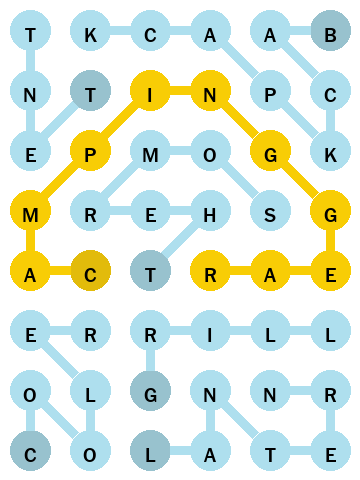 T K C A A B
N T I N P C
E P M O G K
M R E H S G
A C T R A E
E R R I L L
O L G N N R
C O L A T E